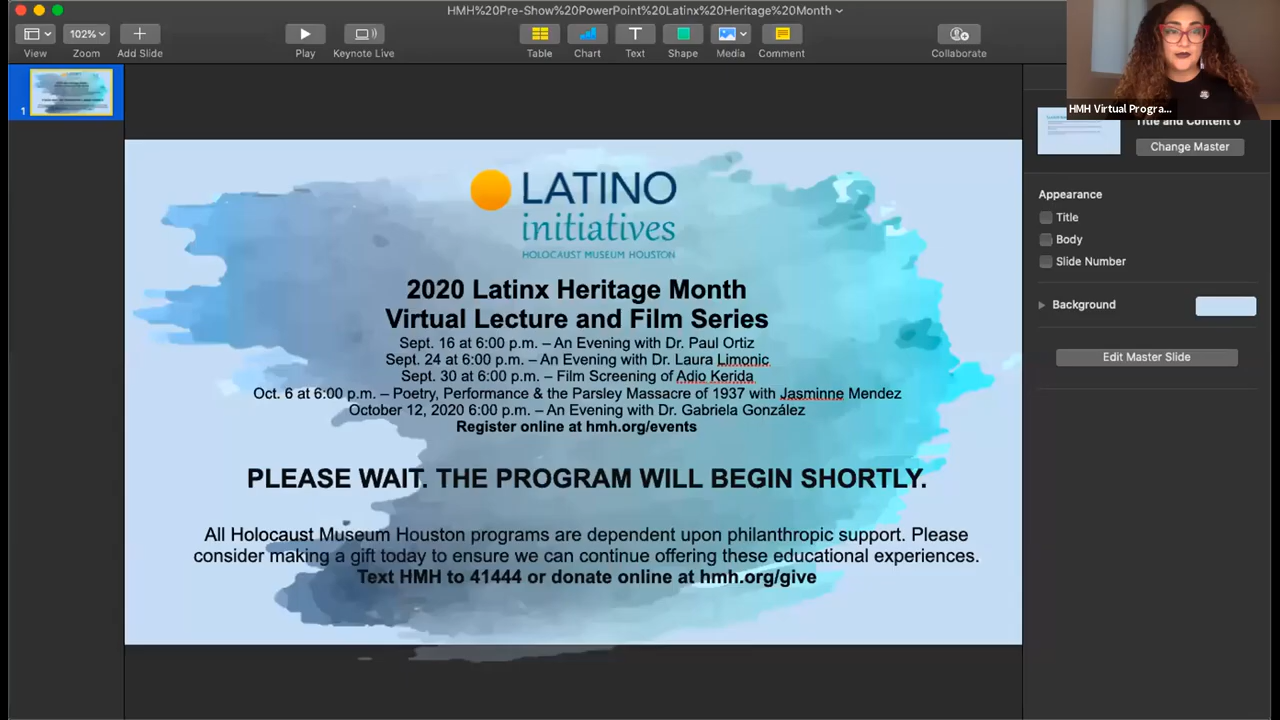 HMH%20Pre-Show%20PowerPoint%20Latinx%20Heritage%20Month
102%
View
Zoom
Add Slide
Play
Keynote Live
Table
Chart
Text
Shape
Media
Comment
Collaborate
HMH Virtual Progra...
1
LATINO
initiatives
HOLOCAUST MUSEUM HOUSTON
2020 Latinx Heritage Month
Virtual Lecture and Film Series
Sept. 16 at 6:00 p.m. – An Evening with Dr. Paul Ortiz
Sept. 24 at 6:00 p.m. – An Evening with Dr. Laura Limonic
Sept. 30 at 6:00 p.m. – Film Screening of Adio Kerida
Oct. 6 at 6:00 p.m. – Poetry, Performance & the Parsley Massacre of 1937 with Jasminne Mendez
October 12, 2020 6:00 p.m. – An Evening with Dr. Gabriela González
Register online at hmh.org/events
PLEASE WAIT. THE PROGRAM WILL BEGIN SHORTLY.
All Holocaust Museum Houston programs are dependent upon philanthropic support. Please
consider making a gift today to ensure we can continue offering these educational experiences.
Text HMH to 41444 or donate online at hmh.org/give
Title and Content 0
Change Master
Appearance
Title
Body
Slide Number
Background
Edit Master Slide